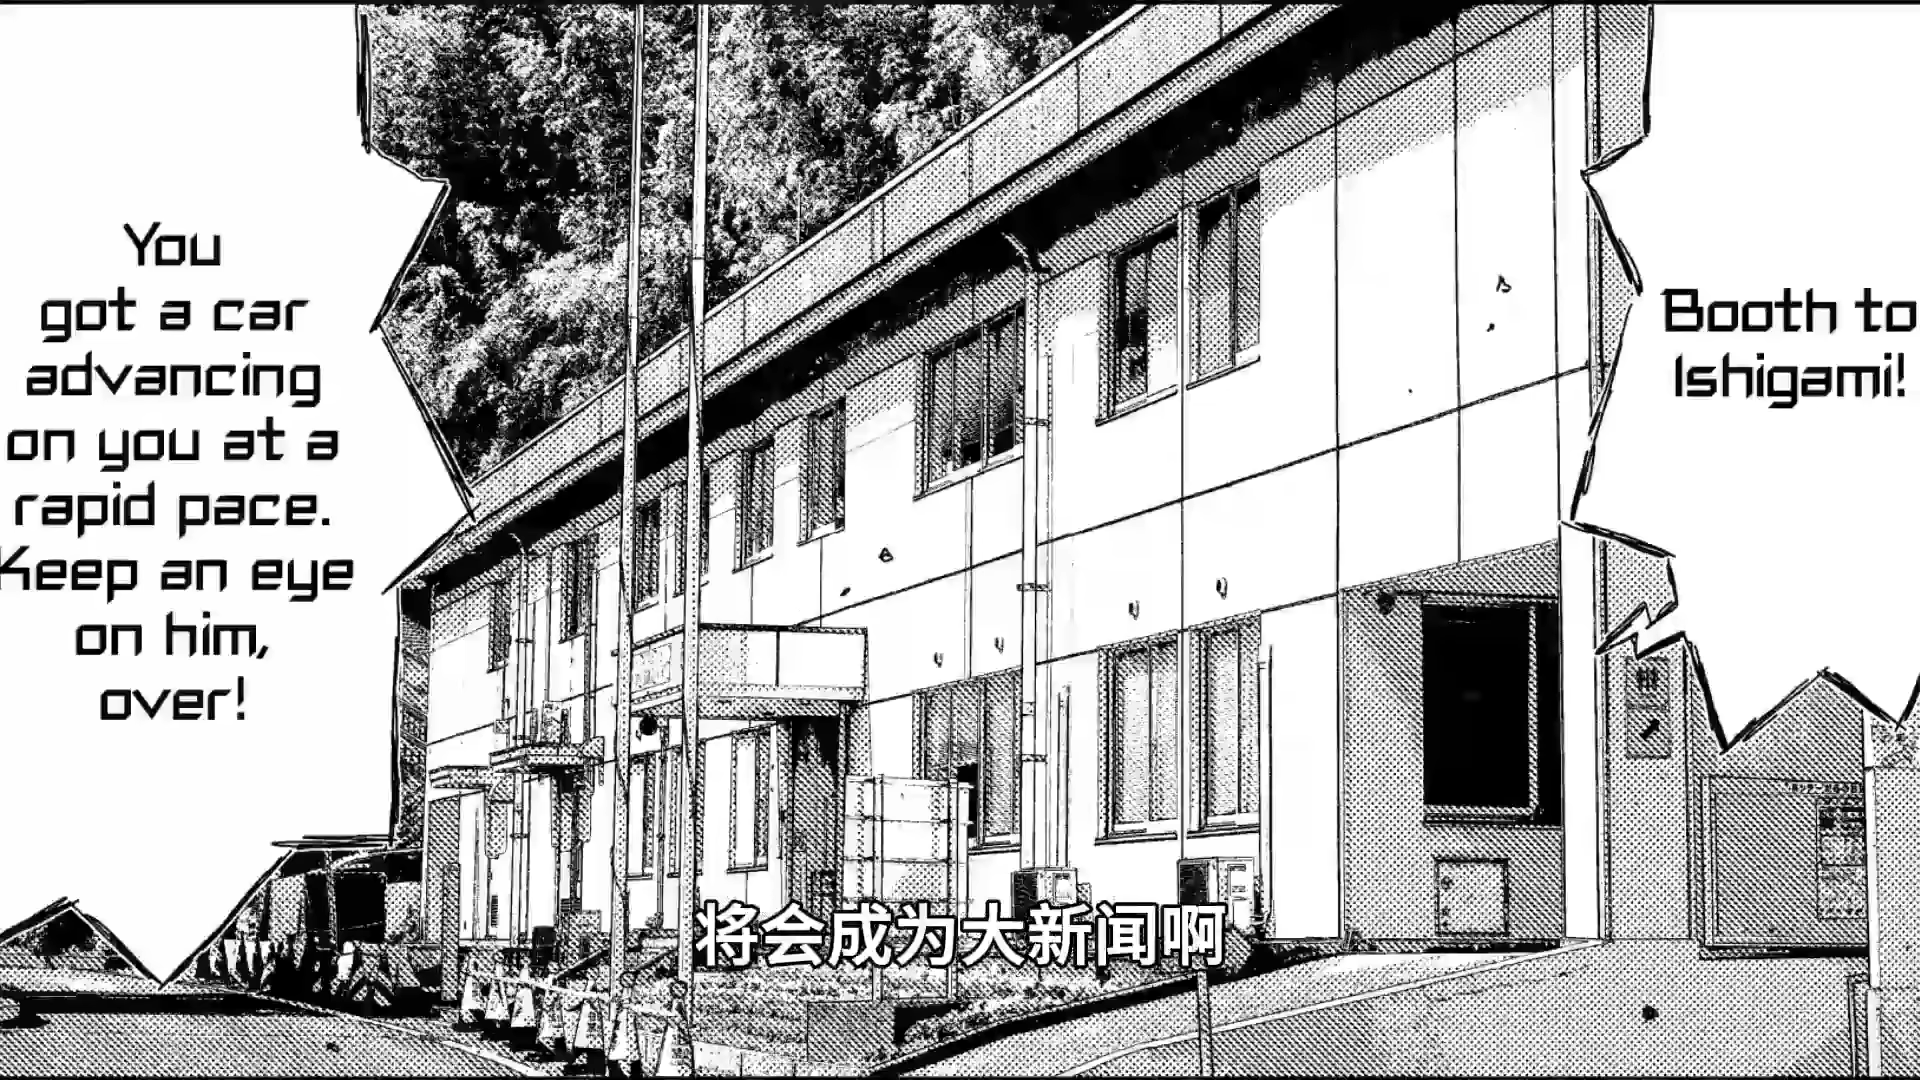 Booth to
Ishigami!
You
got a car
advancing
on you at a
rapid pace.
Keep an eye
on him,
over!
将会成为大新闻啊